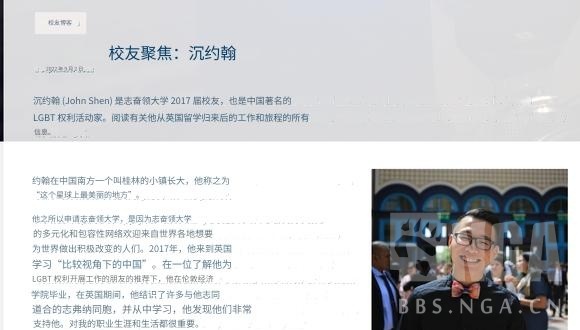 校友博客
校友聚焦：沉约翰
2022年9月2日
沉约翰 (John Shen) 是志奋领大学 2017 届校友，也是中国著名的
LGBT 权利活动家。阅读有关他从英国留学归来后的工作和旅程的所有
信息。
约翰在中国南方一个叫桂林的小镇长大，他称之为
“这个星球上最美丽的地方”。
他之所以申请志奋领大学，是因为志奋领大学
的多元化和包容性网络欢迎来自世界各地想要
为世界做出积极改变的人们。2017年，他来到英国
学习“比较视角下的中国”。在一位了解他为
LGBT 权利开展工作的朋友的推荐下，他在伦敦经济
学院毕业，在英国期间，他结识了许多与他志同
道合的志弗纳同胞，并从中学习，他发现他们非常
支持他。对我的职业生涯和生活都很重要。
BBS.NGA.CN